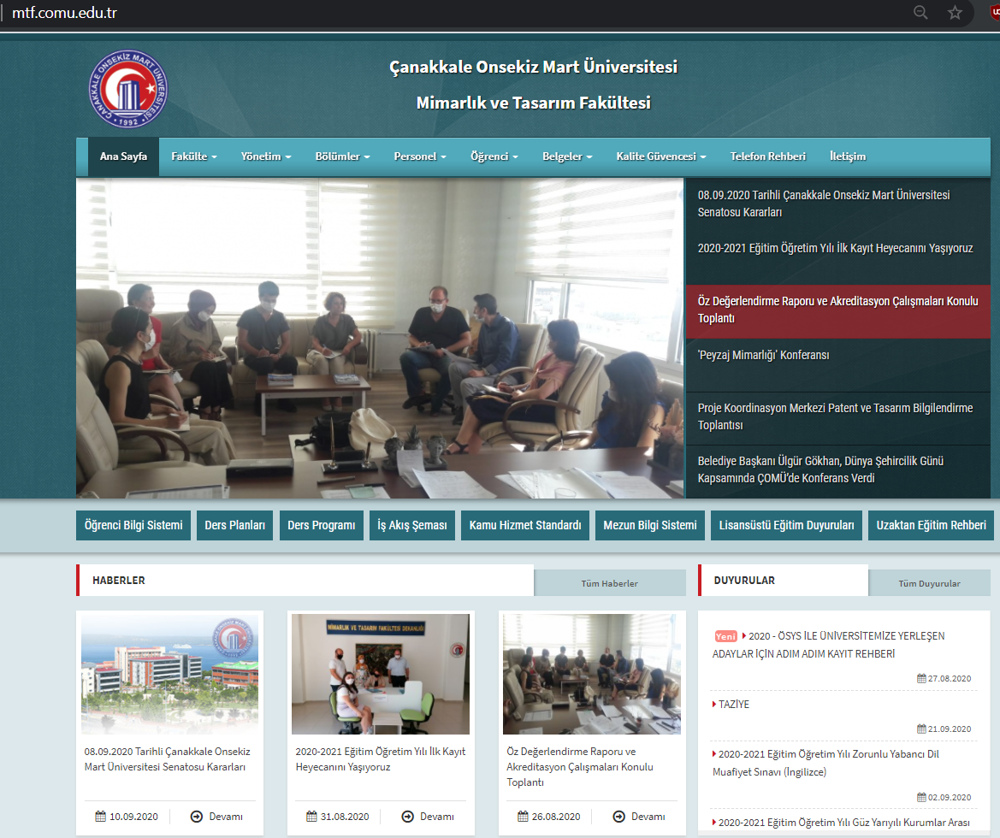 mtf.comu.edu.tr
ÇANAKKALE ONSEKİZ MART ÜNİVERSİTESİ
• 1992 •
Çanakkale Onsekiz Mart Üniversitesi
Mimarlık ve Tasarım Fakültesi
Ana Sayfa Fakülte Yönetim Bölümler Personel Öğrenci Belgeler Kalite Güvencesi Telefon Rehberi İletişim
08.09.2020 Tarihli Çanakkale Onsekiz Mart Üniversitesi
Senatosu Kararları
2020-2021 Eğitim Öğretim Yılı İlk Kayıt Heyecanını Yaşıyoruz
Öz Değerlendirme Raporu ve Akreditasyon Çalışmaları Konulu
Toplantı
'Peyzaj Mimarlığı' Konferansı
Proje Koordinasyon Merkezi Patent ve Tasarım Bilgilendirme
Toplantısı
Belediye Başkanı Ülgür Gökhan, Dünya Şehircilik Günü
Kapsamında ÇOMÜ'de Konferans Verdi
Öğrenci Bilgi Sistemi Ders Planları Ders Programı İş Akış Şeması Kamu Hizmet Standardı Mezun Bilgi Sistemi Lisansüstü Eğitim Duyuruları Uzaktan Eğitim Rehberi
HABERLER Tüm Haberler
MİMARLIK VE TASARIM FAKÜLTESİ DEKANLIĞI
08.09.2020 Tarihli Çanakkale Onsekiz
Mart Üniversitesi Senatosu Kararları
10.09.2020 Devamı
2020-2021 Eğitim Öğretim Yılı İlk Kayıt
Heyecanını Yaşıyoruz
31.08.2020 Devamı
Öz Değerlendirme Raporu ve
Akreditasyon Çalışmaları Konulu
Toplantı
26.08.2020 Devamı
DUYURULAR Tüm Duyurular
Yeni 2020 - ÖSYS İLE ÜNİVERSİTEMİZE YERLEŞEN
ADAYLAR İÇİN ADIM ADIM KAYIT REHBERİ
27.08.2020
TAZİYE
21.09.2020
2020-2021 Eğitim Öğretim Yılı Zorunlu Yabancı Dil
Muafiyet Sınavı (İngilizce)
02.09.2020
2020-2021 Eğitim Öğretim Yılı Güz Yarıyılı Kurumlar Arası